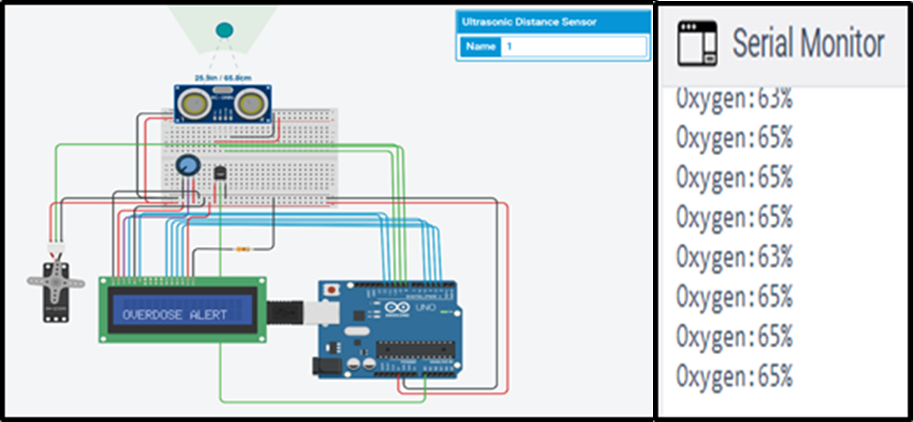 Ultrasonic Distance Sensor
Name 1
25.9in / 65.8cm
OVERDOSE ALERT
UNO
ARDUINO
Serial Monitor
Oxygen:63%
Oxygen:65%
Oxygen:65%
Oxygen:65%
Oxygen:63%
Oxygen:65%
Oxygen:65%
Oxygen:65%